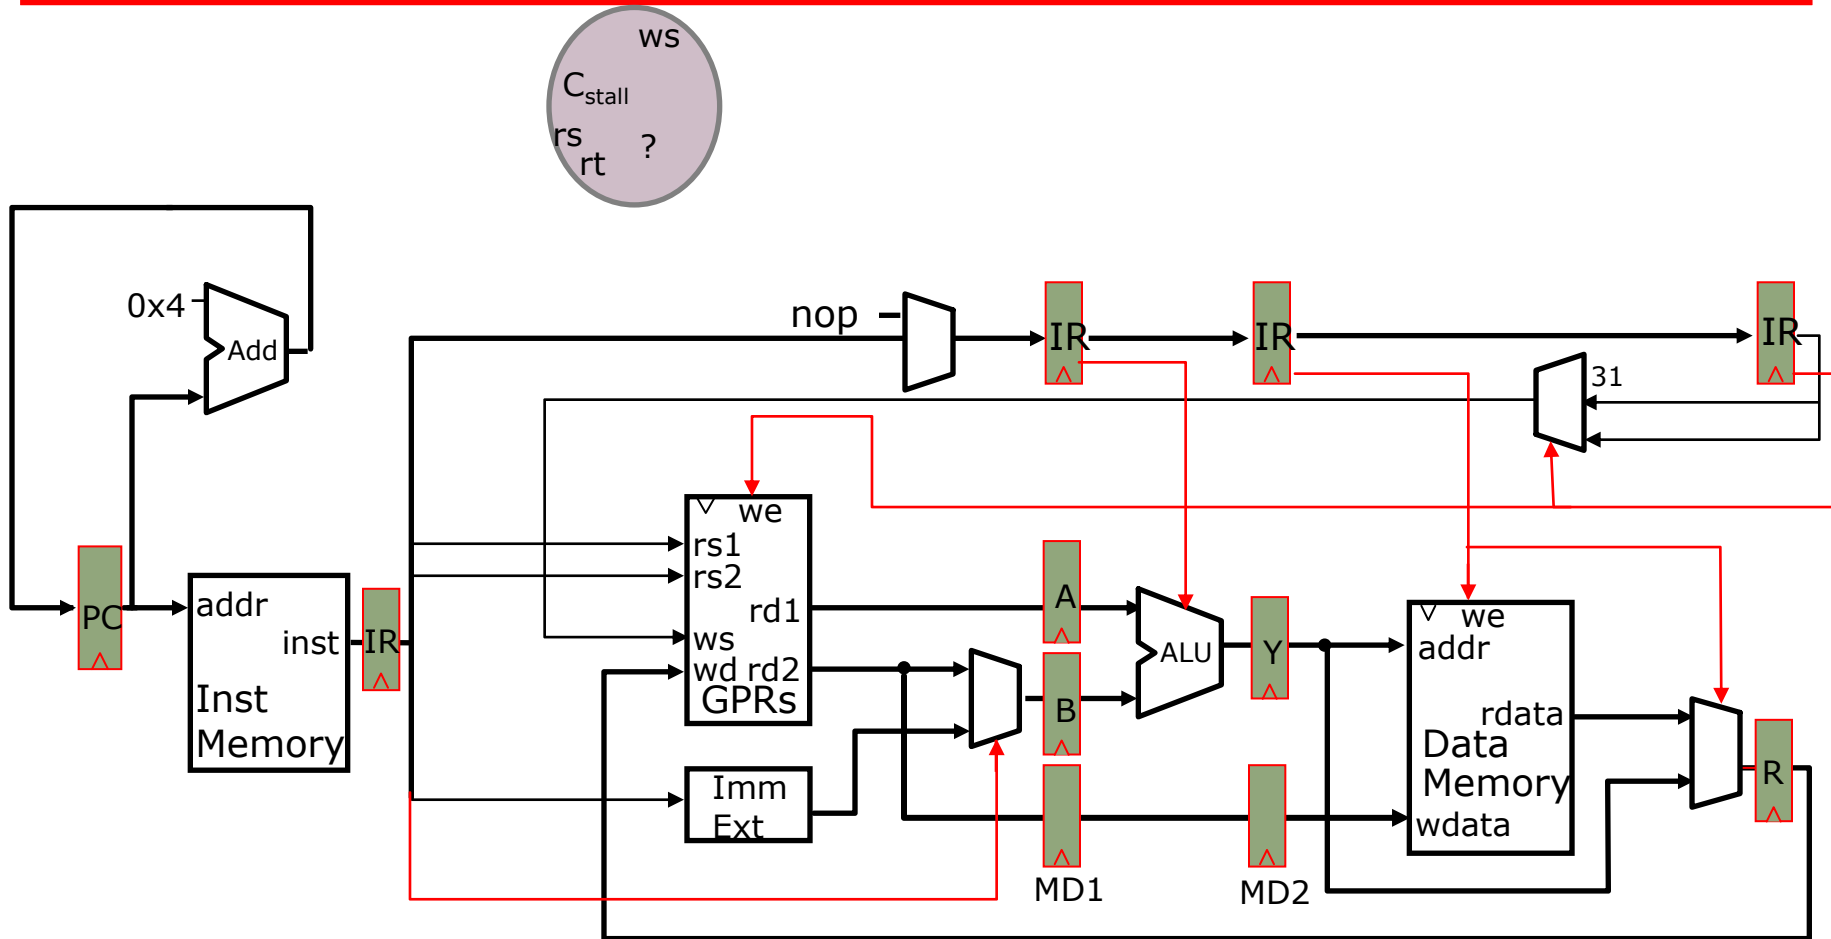 ws
C_stall
rs
rt
?
0x4
Add
nop
IR
IR
IR
31
we
rs1
rs2
rd1
ws
wd rd2
GPRs
PC
addr
inst
Inst
Memory
IR
A
B
ALU
Y
we
addr
rdata
Data
Memory
wdata
R
Imm
Ext
MD1
MD2